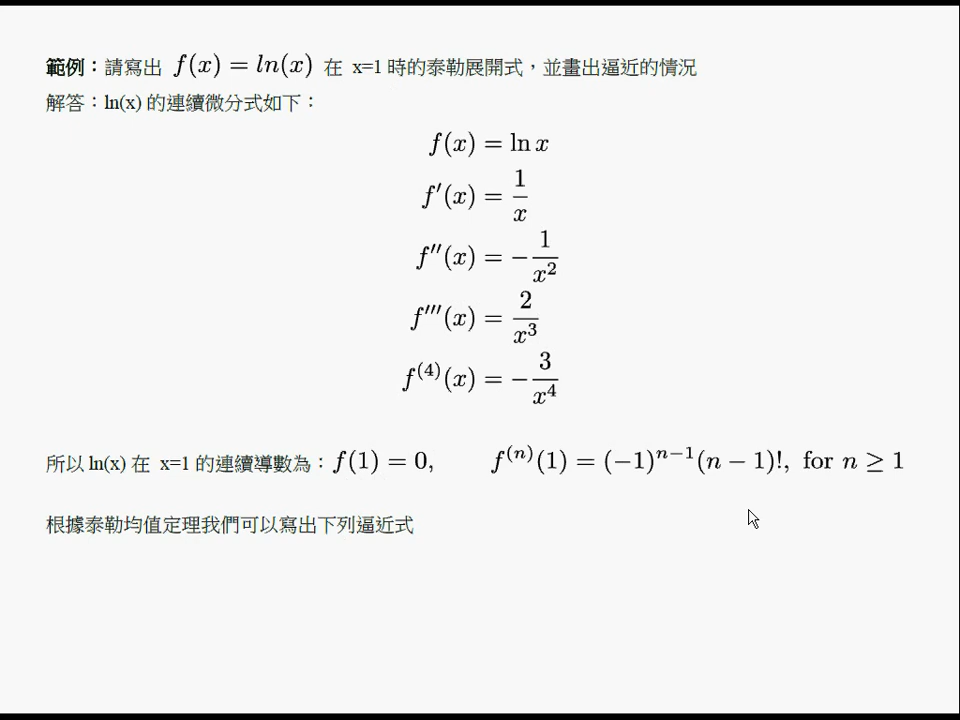 範例：請寫出 f(x) = ln(x) 在 x=1 時的泰勒展開式，並畫出逼近的情況
解答：ln(x) 的連續微分式如下：
f(x) = ln x
f′(x) = 1/x
f″(x) = −1/x²
f‴(x) = 2/x³
f⁽⁴⁾(x) = −3/x⁴
所以 ln(x) 在 x=1 的連續導數為：f(1) = 0, f⁽ⁿ⁾(1) = (−1)ⁿ⁻¹(n − 1)!, for n ≥ 1
根據泰勒均值定理我們可以寫出下列逼近式